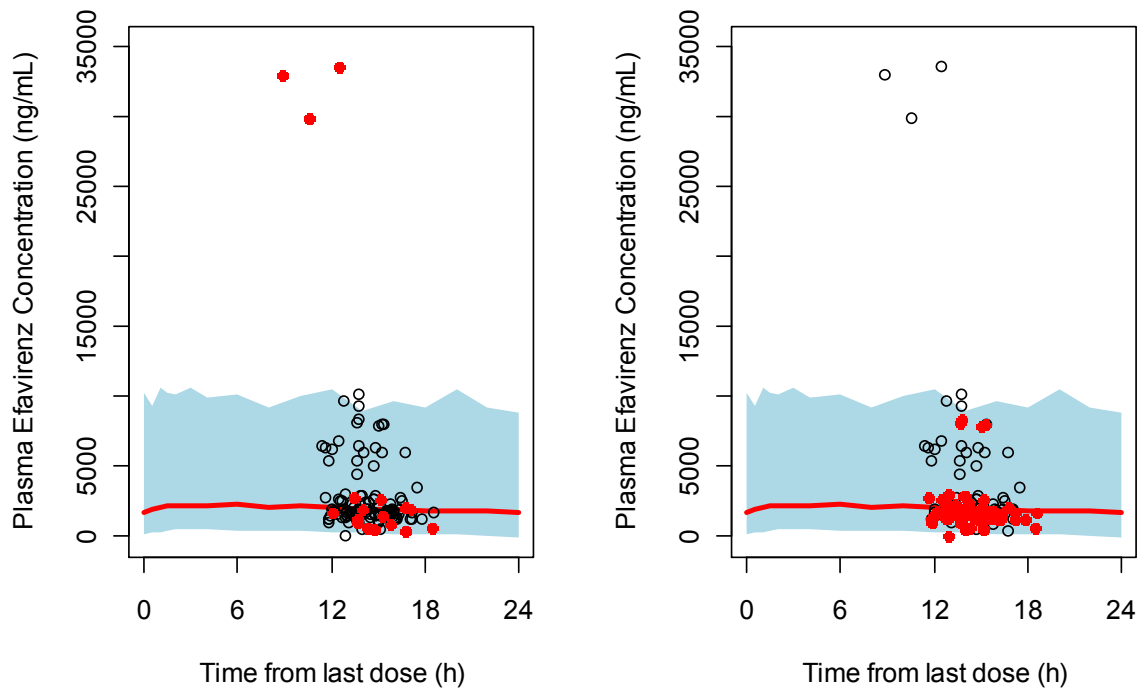 Plasma Efavirenz Concentration (ng/mL)
35000
25000
15000
5000
0
0 6 12 18 24
Time from last dose (h)
Plasma Efavirenz Concentration (ng/mL)
35000
25000
15000
5000
0
0 6 12 18 24
Time from last dose (h)